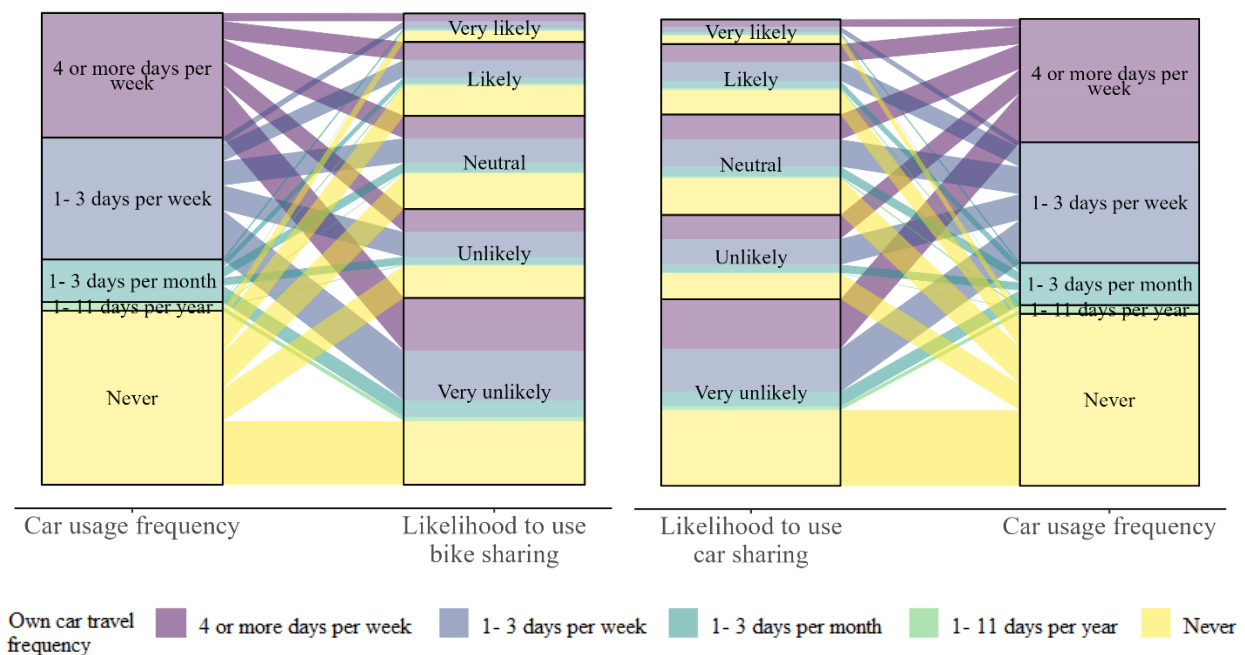 4 or more days per
week
1- 3 days per week
1- 3 days per month
1- 11 days per year
Never
Very likely
Likely
Neutral
Unlikely
Very unlikely
Car usage frequency
Likelihood to use
bike sharing
Very likely
Likely
Neutral
Unlikely
Very unlikely
4 or more days per
week
1- 3 days per week
1- 3 days per month
1- 11 days per year
Never
Likelihood to use
car sharing
Car usage frequency
Own car travel
frequency
4 or more days per week
1- 3 days per week
1- 3 days per month
1- 11 days per year
Never